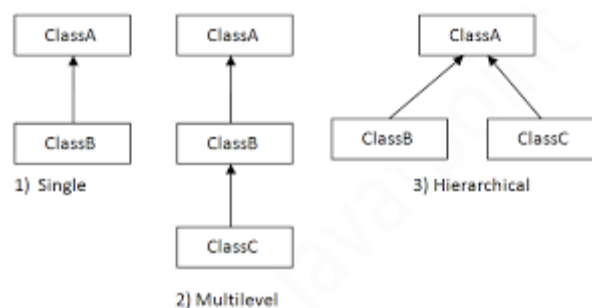 ClassA
ClassB
1) Single
ClassA
ClassB
ClassC
2) Multilevel
ClassA
ClassB
ClassC
3) Hierarchical